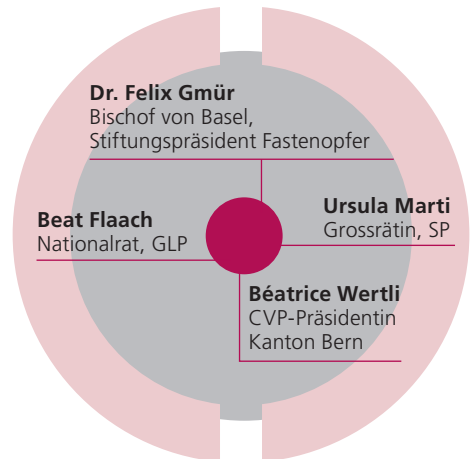 Dr. Felix Gmür
Bischof von Basel,
Stiftungspräsident Fastenopfer
Beat Flaach
Nationalrat, GLP
Ursula Marti
Grossrätin, SP
Béatrice Wertli
CVP-Präsidentin
Kanton Bern